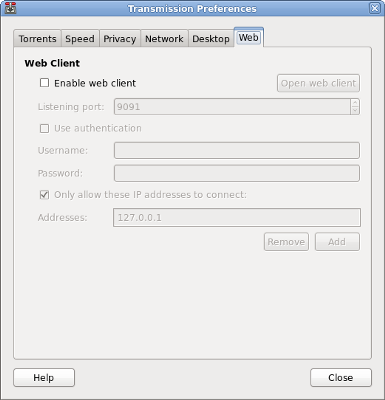 Transmission Preferences
Torrents Speed Privacy Network Desktop Web
Web Client
Enable web client Open web client
Listening port: 9091
Use authentication
Username:
Password:
Only allow these IP addresses to connect:
Addresses: 127.0.0.1
Remove Add
Help Close